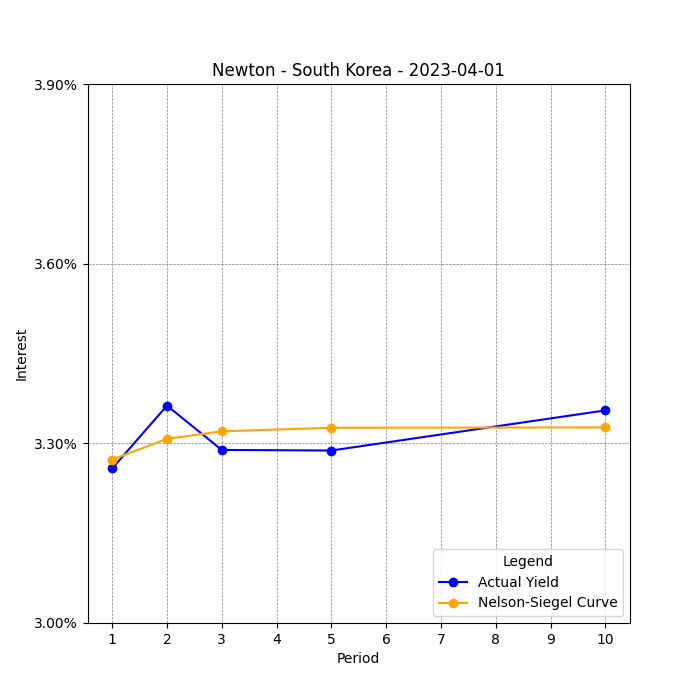 Newton - South Korea - 2023-04-01
3.90%
3.60%
3.30%
3.00%
Interest
1 2 3 4 5 6 7 8 9 10
Period
Legend
Actual Yield
Nelson-Siegel Curve